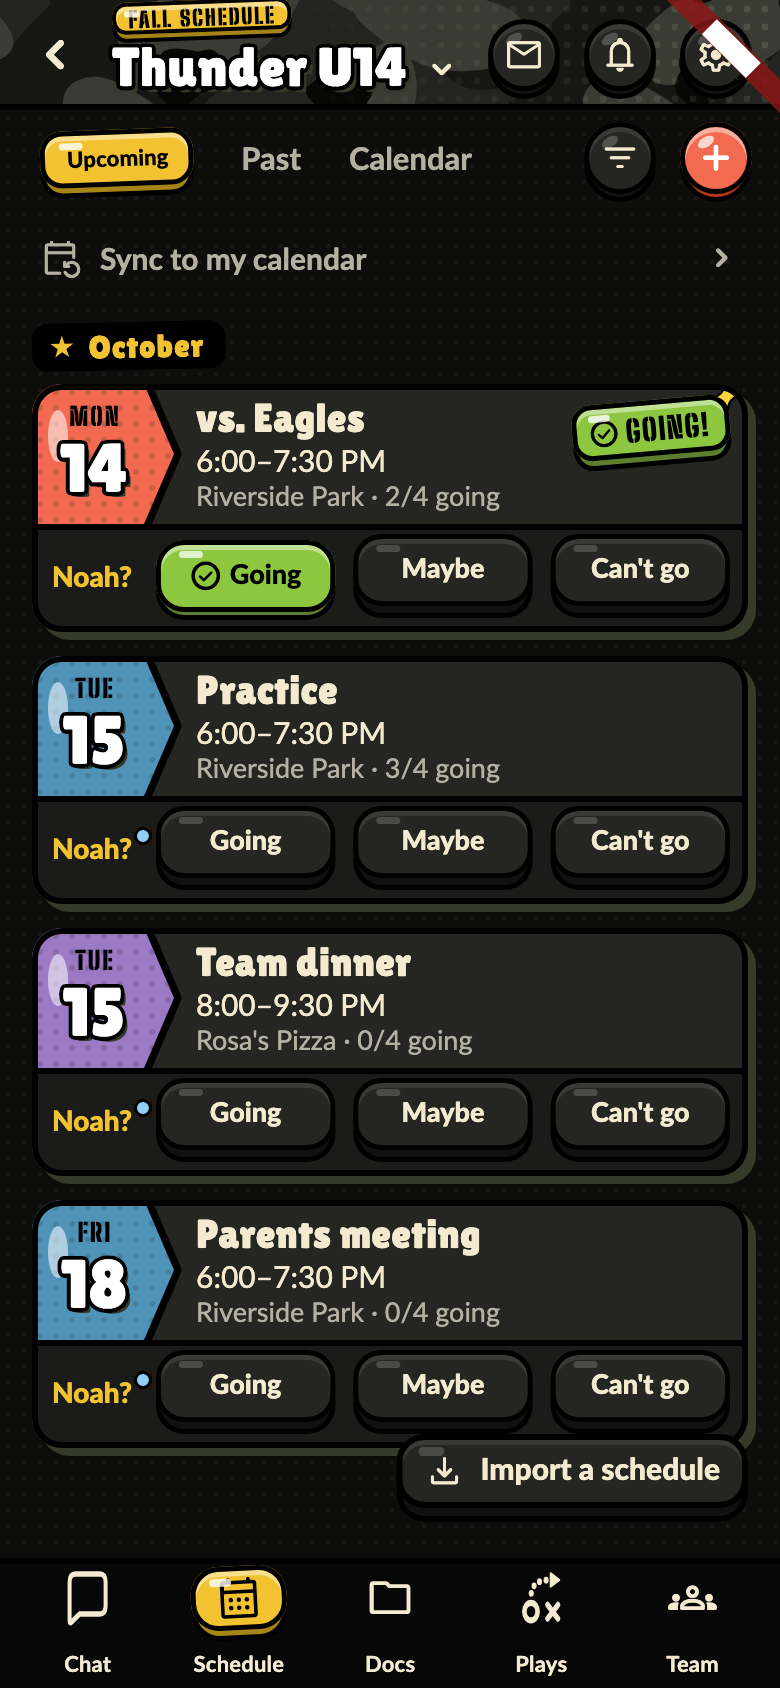 FALL SCHEDULE
Thunder U14
Upcoming
Past
Calendar
Sync to my calendar
★ October
MON
14
vs. Eagles
6:00–7:30 PM
Riverside Park · 2/4 going
GOING!
Noah?
Going
Maybe
Can't go
TUE
15
Practice
6:00–7:30 PM
Riverside Park · 3/4 going
Noah?
Going
Maybe
Can't go
TUE
15
Team dinner
8:00–9:30 PM
Rosa's Pizza · 0/4 going
Noah?
Going
Maybe
Can't go
FRI
18
Parents meeting
6:00–7:30 PM
Riverside Park · 0/4 going
Noah?
Going
Maybe
Can't go
Import a schedule
Chat
Schedule
Docs
Plays
Team